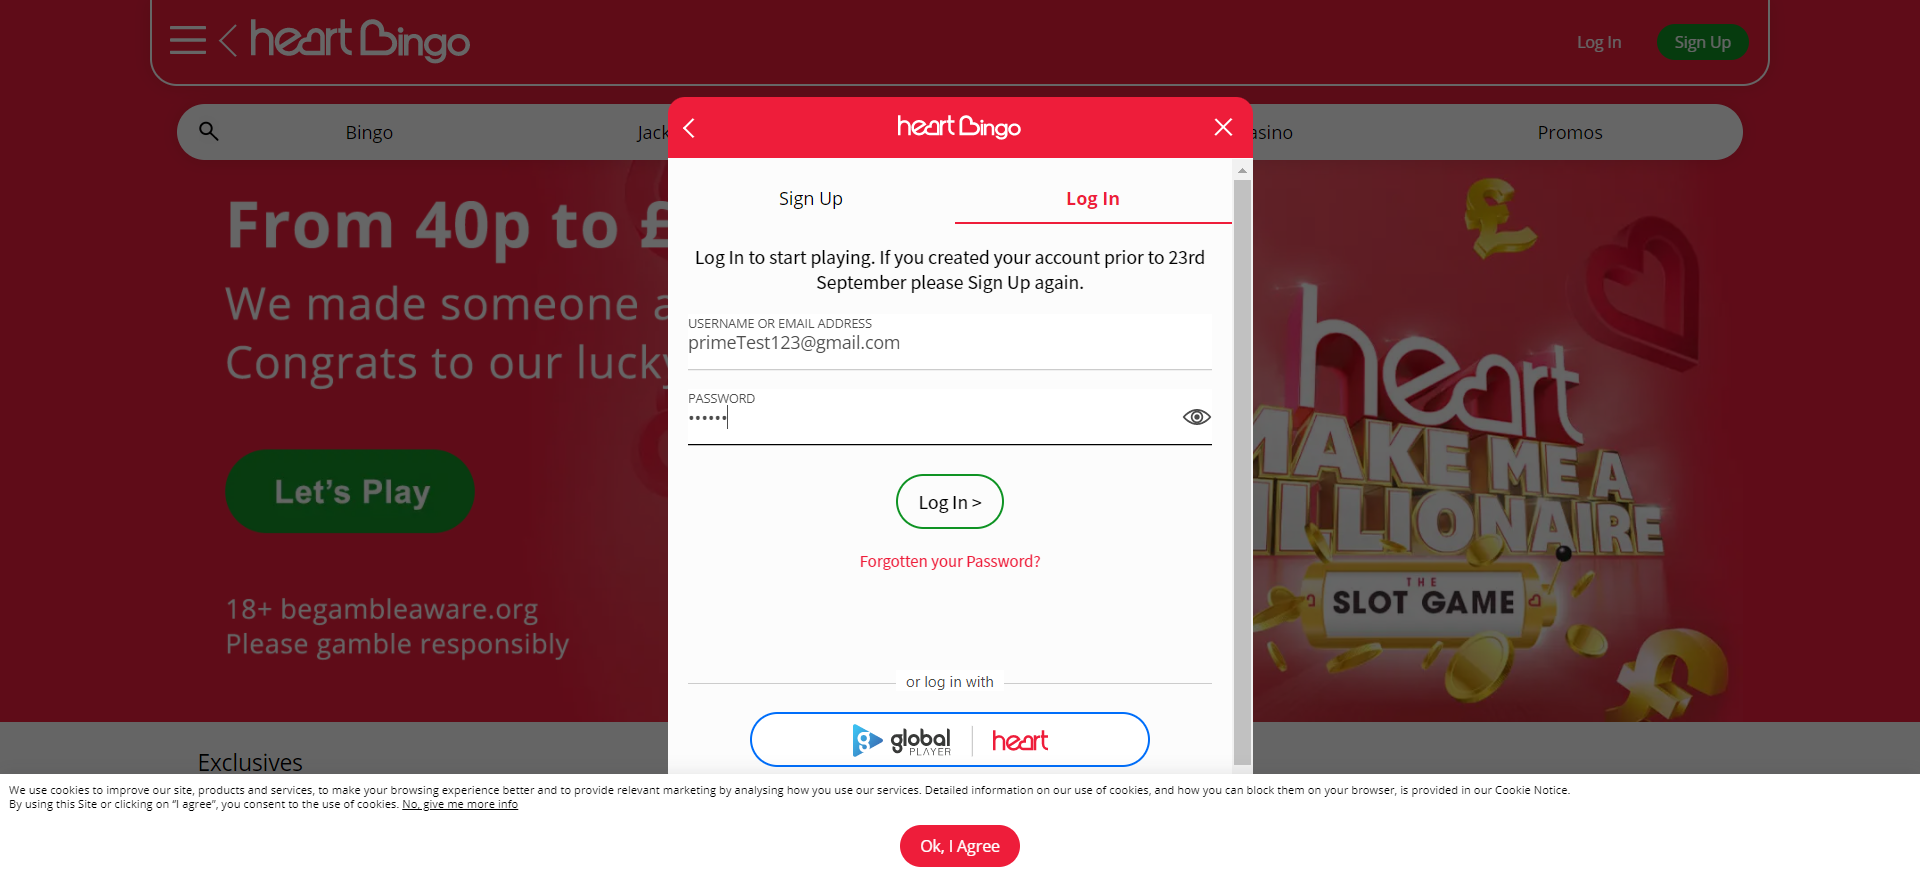 heart Bingo
Log In
Sign Up
Bingo
Jack
asino
Promos
heart Bingo
Sign Up
Log In
Log In to start playing. If you created your account prior to 23rd
September please Sign Up again.
USERNAME OR EMAIL ADDRESS
primeTest123@gmail.com
PASSWORD
••••••
Log In >
Forgotten your Password?
or log in with
global
PLAYER
heart
From 40p to £
We made someone a
Congrats to our lucky
Let's Play
18+ begambleaware.org
Please gamble responsibly
heart
MAKE ME A
MILLIONAIRE
THE
SLOT GAME
Exclusives
We use cookies to improve our site, products and services, to make your browsing experience better and to provide relevant marketing by analysing how you use our services. Detailed information on our use of cookies, and how you can block them on your browser, is provided in our Cookie Notice.
By using this Site or clicking on "I agree", you consent to the use of cookies. No, give me more info
Ok, I Agree